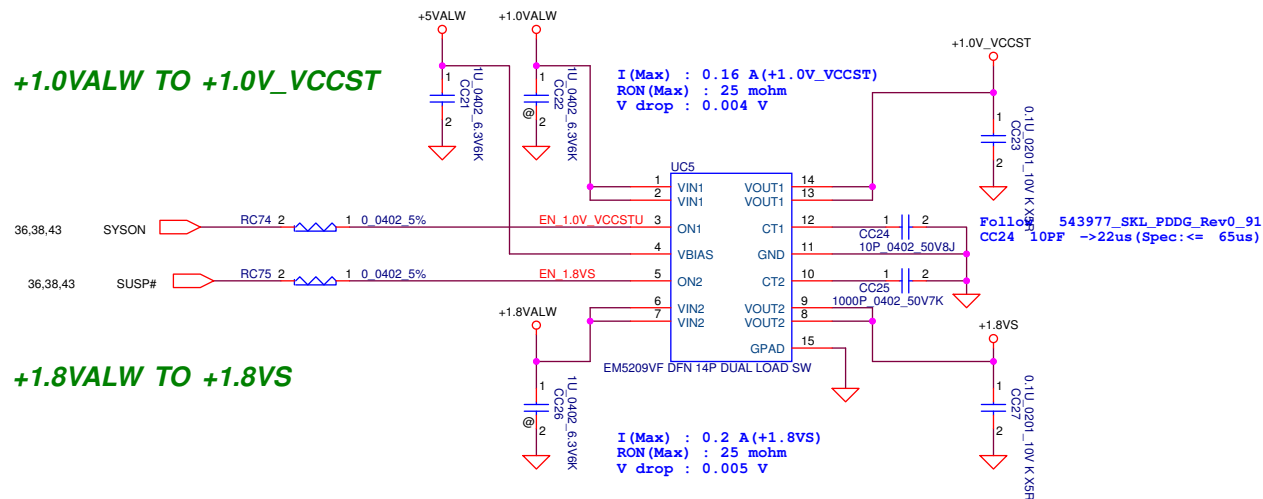 +5VALW
+1.0VALW
+1.0V_VCCST
+1.0VALW TO +1.0V_VCCST
I(Max) : 0.16 A(+1.0V_VCCST)
RON(Max) : 25 mohm
V drop : 0.004 V
1
CC21
2
1U_0402_6.3V6K
1
CC22
@
2
1U_0402_6.3V6K
1
CC23
2
0.1U_0201_10V K X5R
UC5
1 VIN1
2 VIN1
3 ON1
4 VBIAS
5 ON2
6 VIN2
7 VIN2
VOUT1 14
VOUT1 13
CT1 12
GND 11
CT2 10
VOUT2 9
VOUT2 8
GPAD 15
EM5209VF DFN 14P DUAL LOAD SW
36,38,43 SYSON
RC74 2 1 0_0402_5%
EN_1.0V_VCCSTU
36,38,43 SUSP#
RC75 2 1 0_0402_5%
EN_1.8VS
1 2
CC24
10P_0402_50V8J
Follow 543977_SKL_PDDG_Rev0_91
CC24 10PF ->22us(Spec:<= 65us)
1 2
CC25
1000P_0402_50V7K
+1.8VALW
+1.8VS
+1.8VALW TO +1.8VS
1
CC26
@
2
1U_0402_6.3V6K
1
CC27
2
0.1U_0201_10V K X5R
I(Max) : 0.2 A(+1.8VS)
RON(Max) : 25 mohm
V drop : 0.005 V